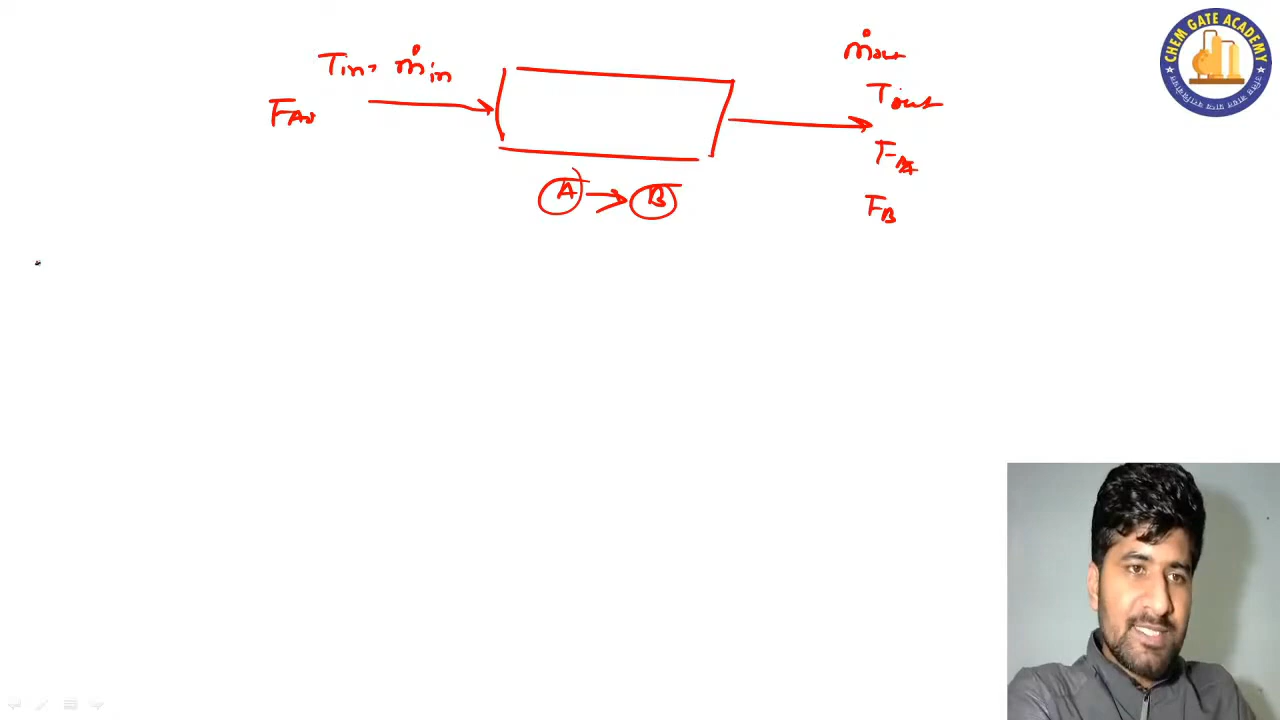 Tin, ṁin
FA0
ṁout
Tout
FA
FB
A → B
CHEM GATE ACADEMY